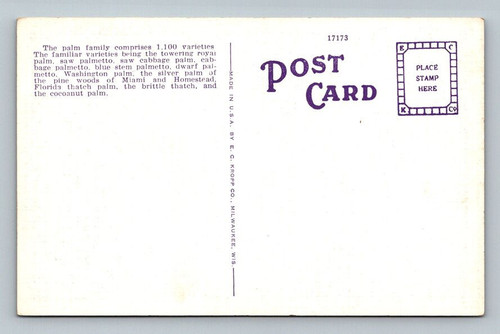 The palm family comprises 1,100 varieties
The familiar varieties being the towering royal
palm, saw palmetto, saw cabbage palm, cab-
bage palmetto, blue stem palmetto, dwarf pal-
metto, Washington palm, the silver palm of
the pine woods of Miami and Homestead,
Florida thatch palm, the brittle thatch, and
the cocoanut palm.
MADE IN U.S.A. BY E. C. KROPP CO., MILWAUKEE, WIS.
17173
POST
CARD
E C
PLACE
STAMP
HERE
K Co